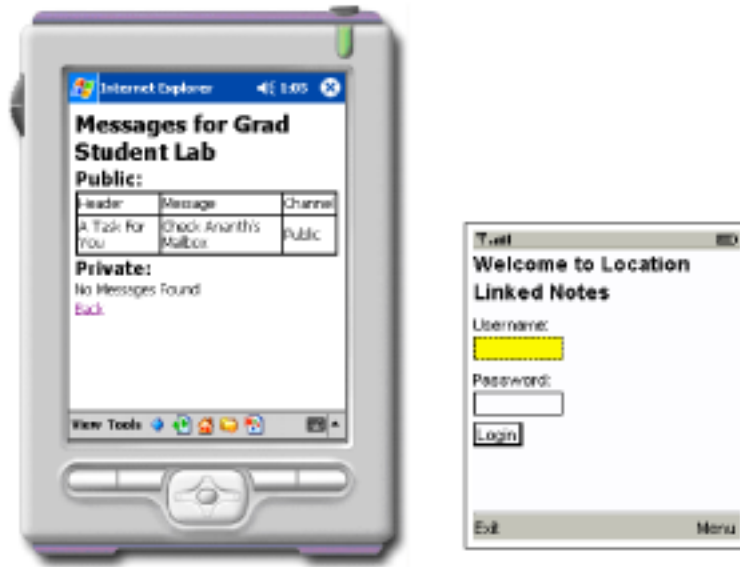 Internet Explorer 1:05
Messages for Grad
Student Lab
Public:
Header Message Channel
A Task For Check Ananth's Public
You Mailbox
Private:
No Messages Found
Back
View Tools
Welcome to Location
Linked Notes
Username:
Password:
Login
Exit Menu